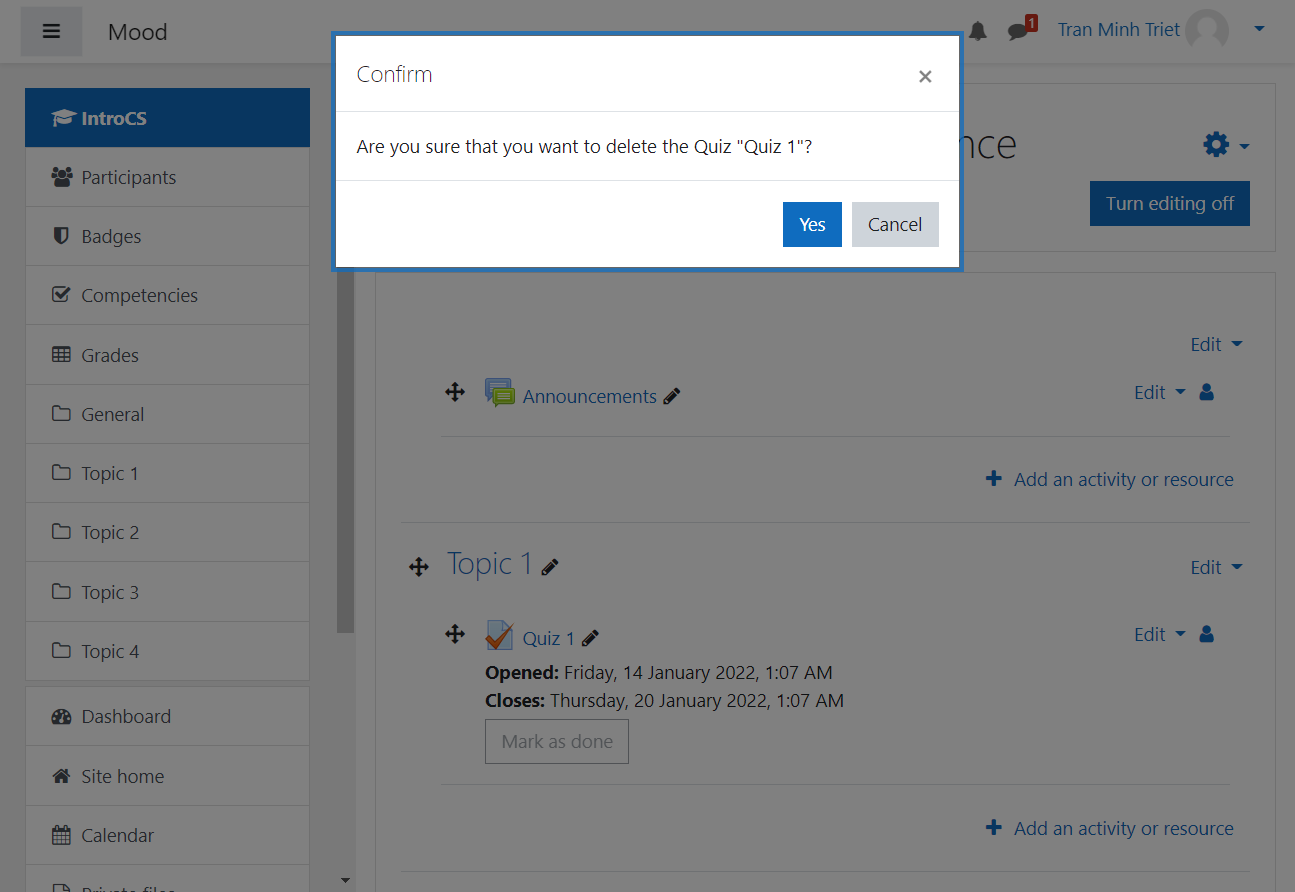 Mood
1
Tran Minh Triet
Confirm
×
Are you sure that you want to delete the Quiz "Quiz 1"?
Yes
Cancel
Turn editing off
IntroCS
Participants
Badges
Competencies
Grades
General
Topic 1
Topic 2
Topic 3
Topic 4
Dashboard
Site home
Calendar
Private files
Edit
Announcements
Edit
Add an activity or resource
Topic 1
Edit
Quiz 1
Edit
Opened: Friday, 14 January 2022, 1:07 AM
Closes: Thursday, 20 January 2022, 1:07 AM
Mark as done
Add an activity or resource